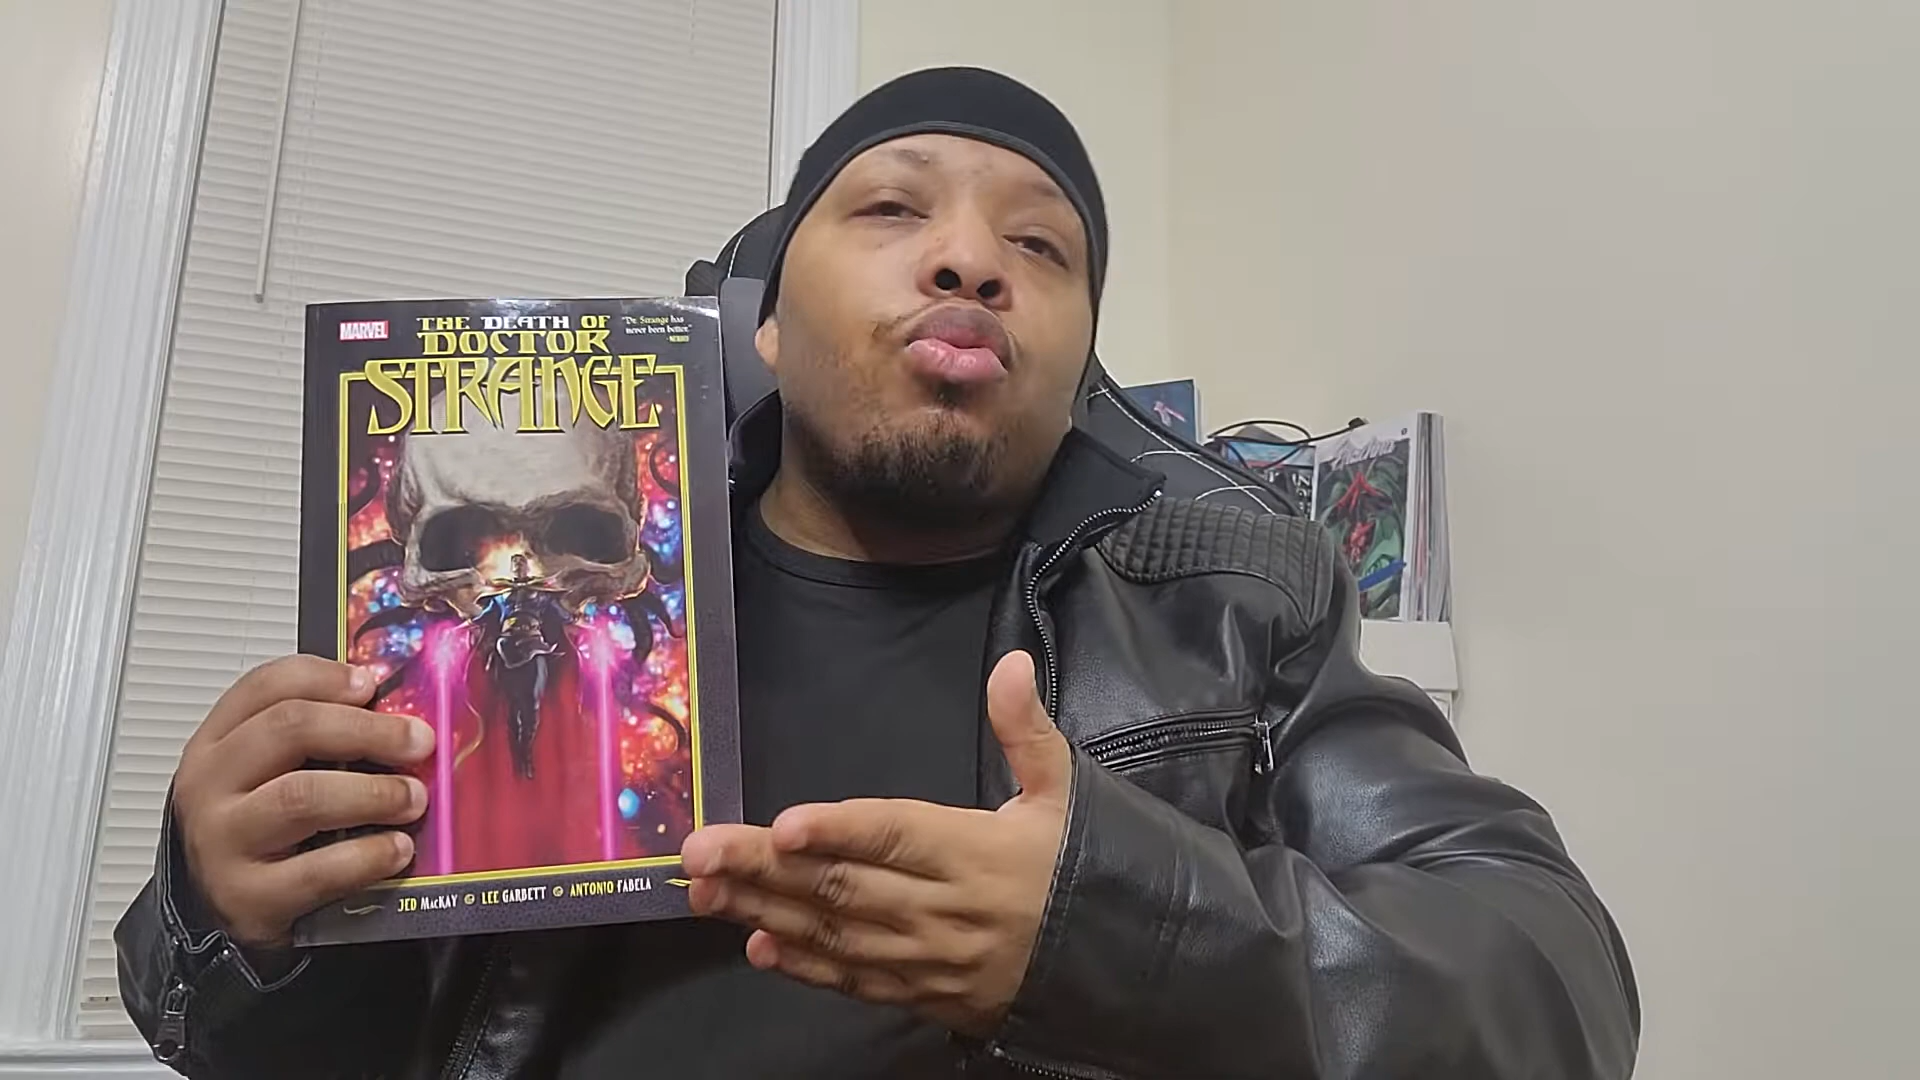 MARVEL
THE DEATH OF
DOCTOR
STRANGE
"Dr. Strange has
never been better."
JED MacKAY LEE GARBETT ANTONIO FABELA